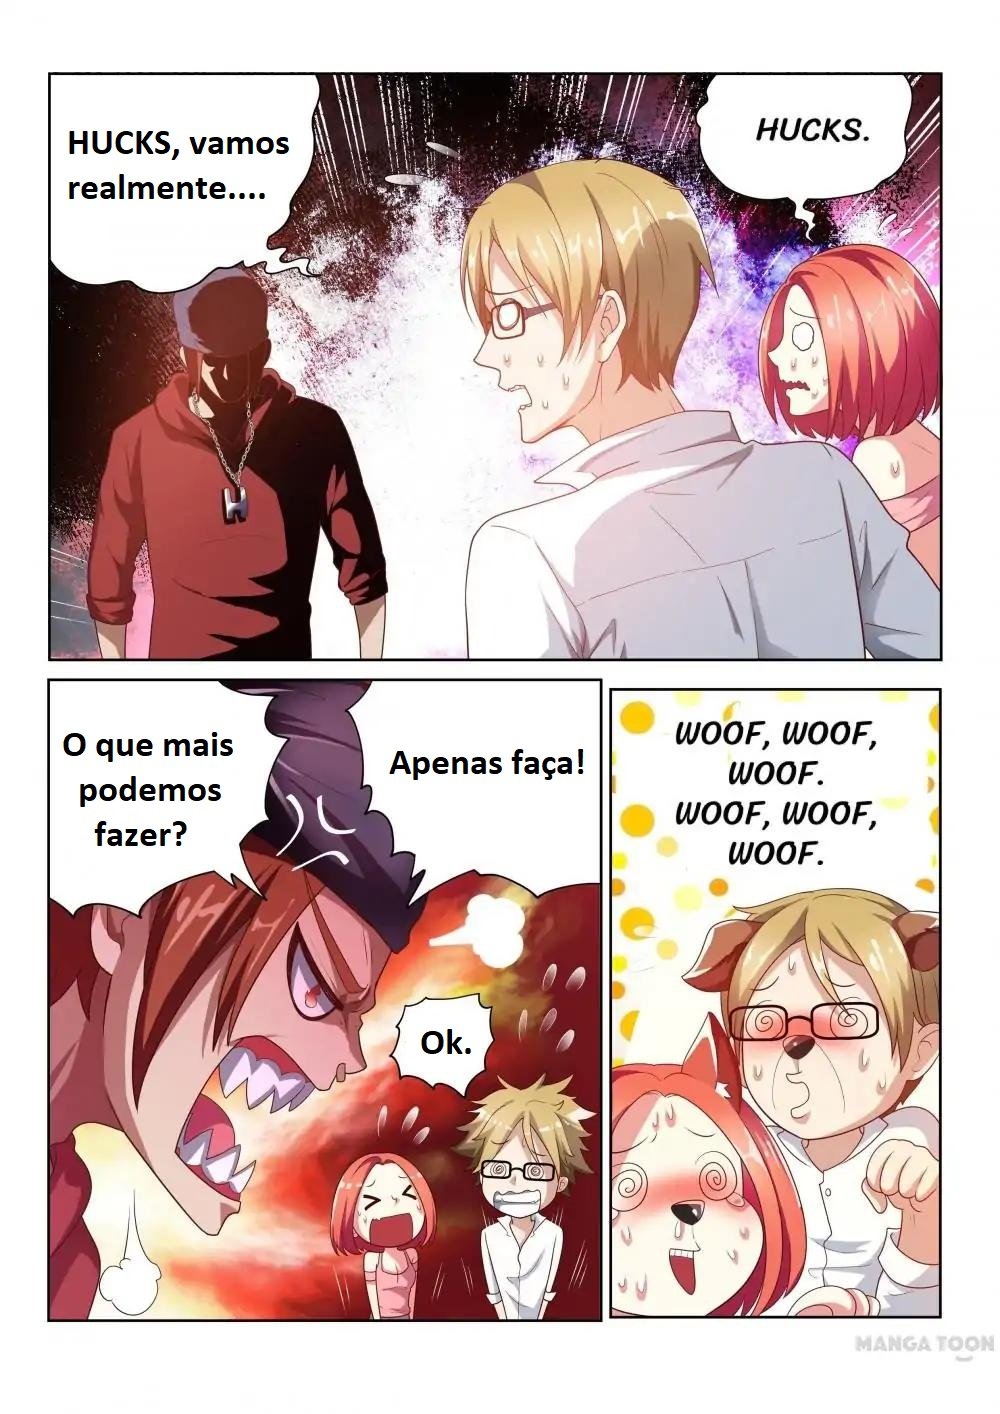 HUCKS, vamos
realmente....
HUCKS.
H
O que mais
podemos
fazer?
Apenas faça!
Ok.
WOOF, WOOF,
WOOF.
WOOF, WOOF,
WOOF.
MANGA TOON